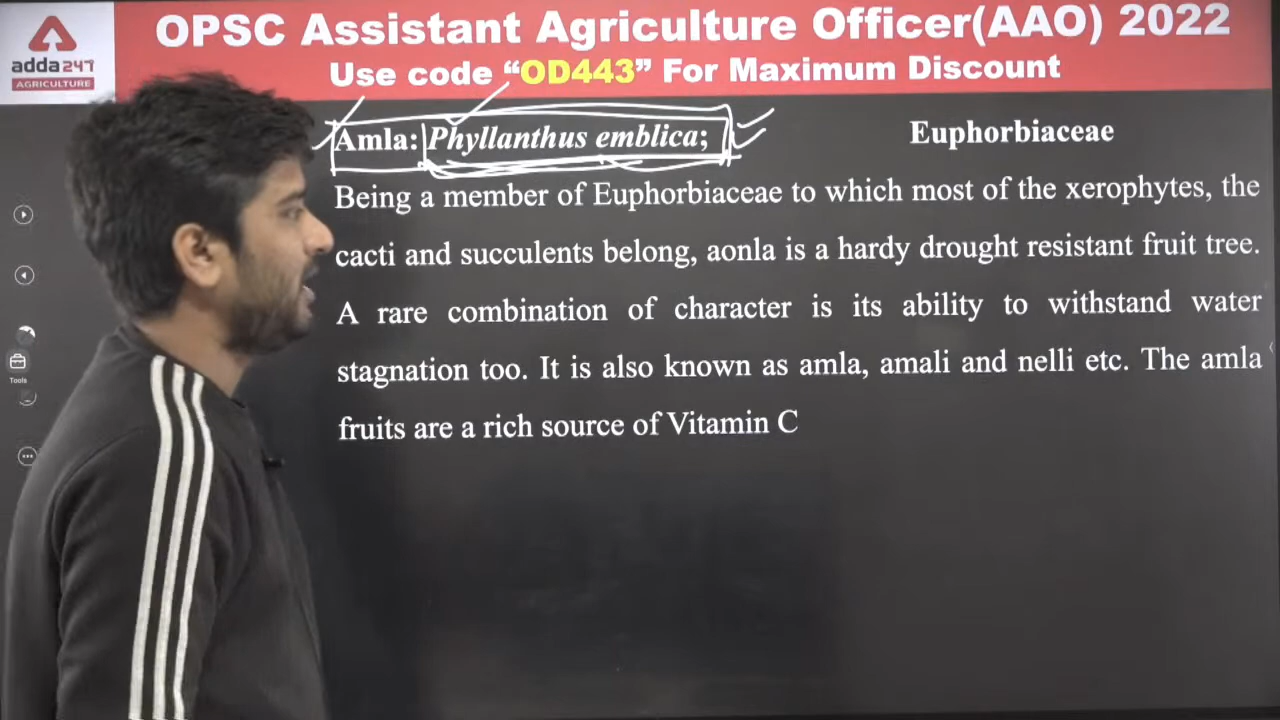 OPSC Assistant Agriculture Officer(AAO) 2022
adda247
AGRICULTURE
Use code “OD443” For Maximum Discount
Amla: Phyllanthus emblica; Euphorbiaceae
Being a member of Euphorbiaceae to which most of the xerophytes, the
cacti and succulents belong, aonla is a hardy drought resistant fruit tree.
A rare combination of character is its ability to withstand water
stagnation too. It is also known as amla, amali and nelli etc. The amla
fruits are a rich source of Vitamin C
Tools